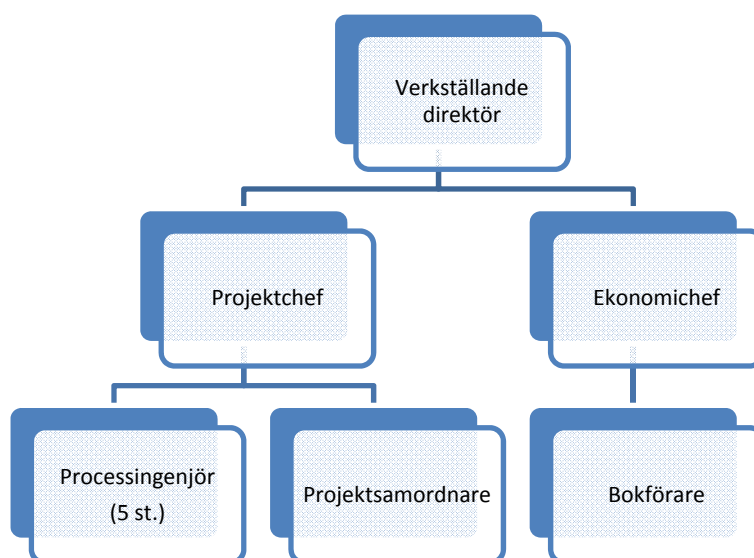 Verkställande
direktör
Projektchef
Ekonomichef
Processingenjör
(5 st.)
Projektsamordnare
Bokförare